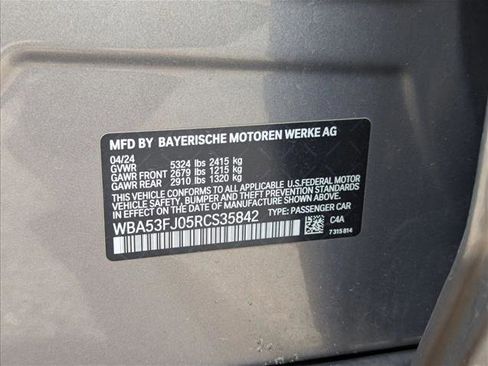 MFD BY BAYERISCHE MOTOREN WERKE AG
04/24
GVWR 5324 lbs 2415 kg
GAWR FRONT 2679 lbs 1215 kg
GAWR REAR 2910 lbs 1320 kg
THIS VEHICLE CONFORMS TO ALL APPLICABLE U.S.FEDERAL MOTOR
VEHICLE SAFETY, BUMPER, AND THEFT PREVENTION STANDARDS
IN EFFECT ON THE DATE OF MANUFACTURE SHOWN ABOVE.
WBA53FJ05RCS35842 TYPE: PASSENGER CAR
C4A
7315814